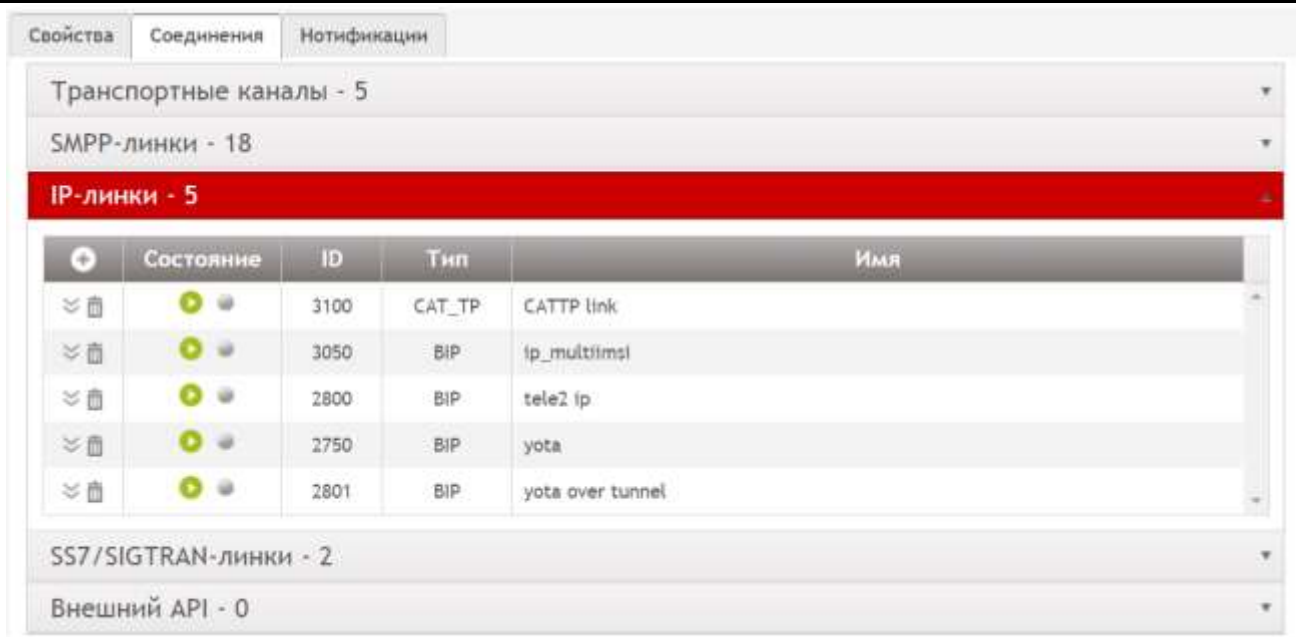 Свойства Соединения Нотификации
Транспортные каналы - 5
SMPP-линки - 18
IP-линки - 5
Состояние ID Тип Имя
3100 CAT_TP CATTP link
3050 BIP ip_multiimsi
2800 BIP tele2 ip
2750 BIP yota
2801 BIP yota over tunnel
SS7/SIGTRAN-линки - 2
Внешний API - 0